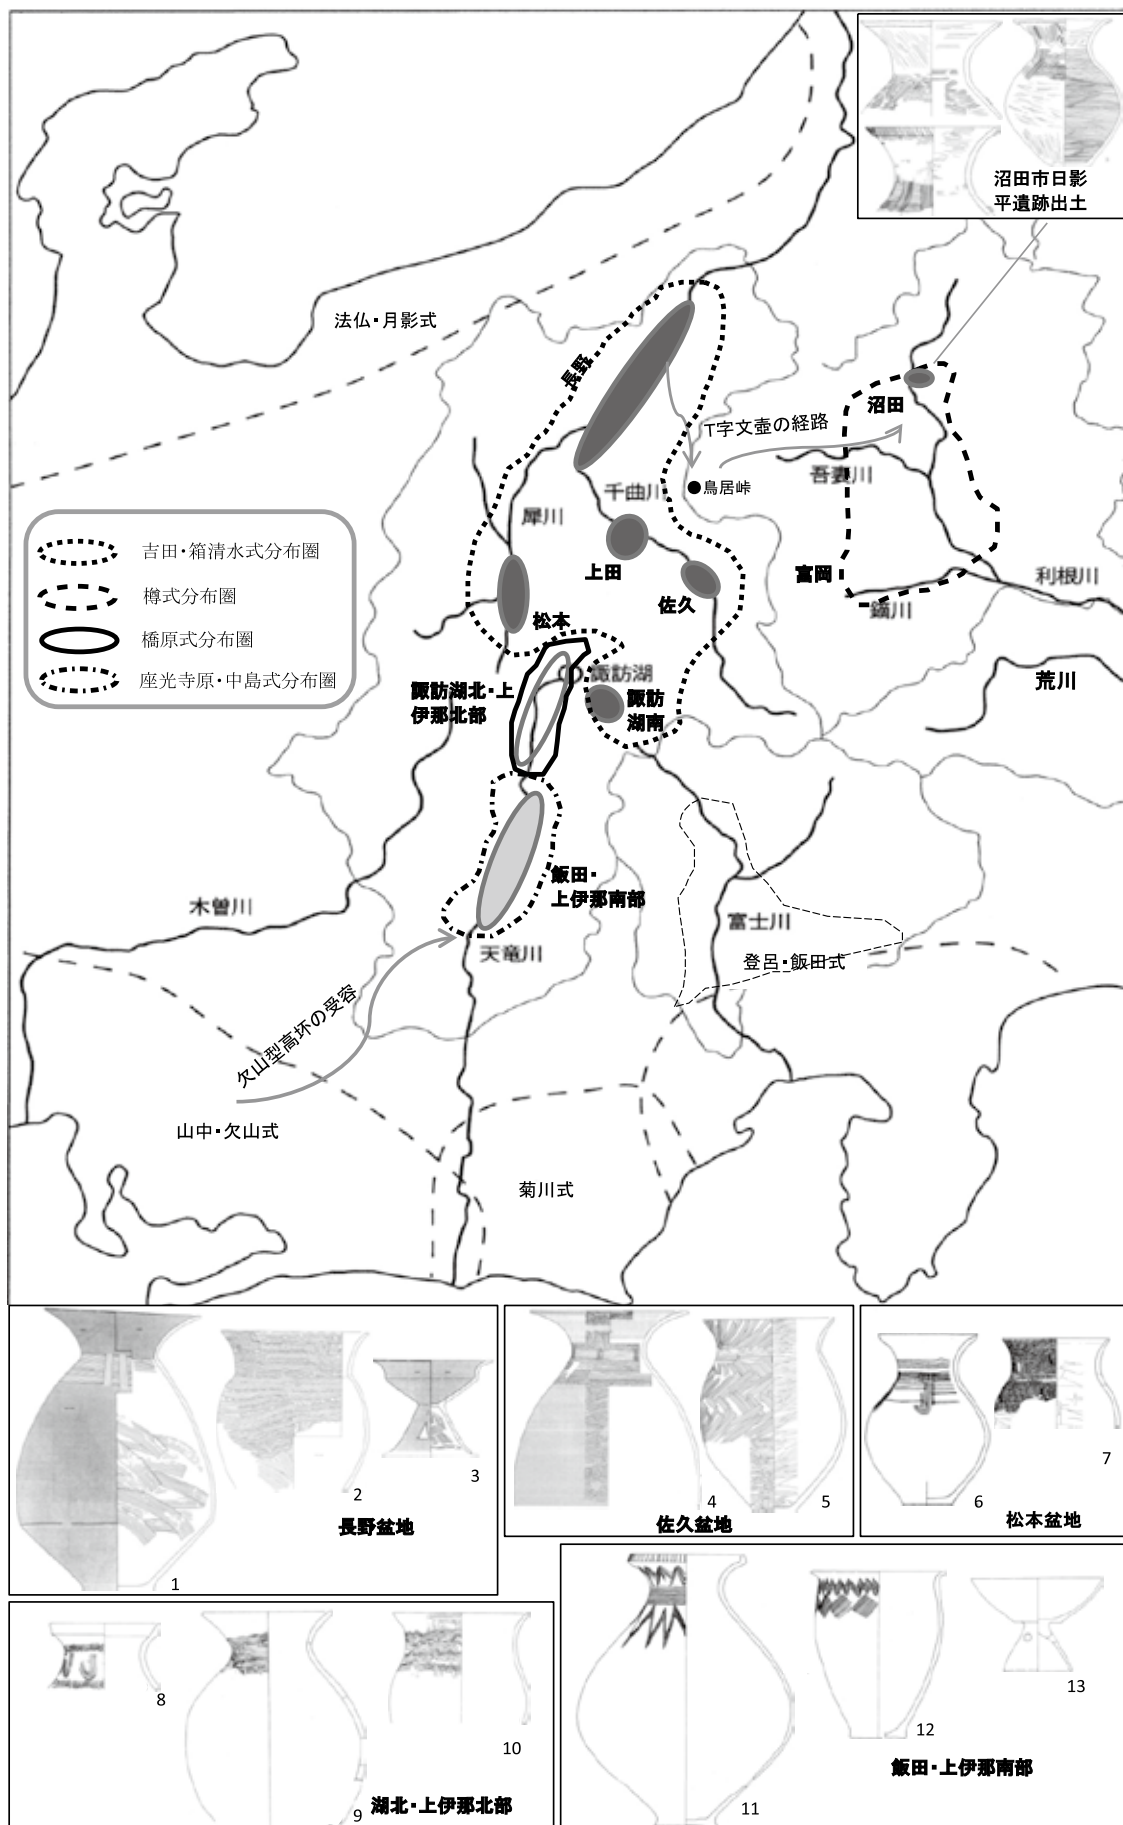 沼田市日影
平遺跡出土
法仏・月影式
長野
沼田
T字文壺の経路
吾妻川
鳥居峠
千曲川
犀川
吉田・箱清水式分布圏
樽式分布圏
橋原式分布圏
座光寺原・中島式分布圏
上田
佐久
富岡
利根川
鏑川
松本
諏訪湖
荒川
諏訪湖北・上
伊那北部
諏訪
湖南
飯田・
上伊那南部
木曽川
富士川
天竜川
登呂・飯田式
欠山型高坏の受容
山中・欠山式
菊川式
1
2
3
長野盆地
4
5
佐久盆地
6
7
松本盆地
8
9
10
湖北・上伊那北部
11
12
13
飯田・上伊那南部